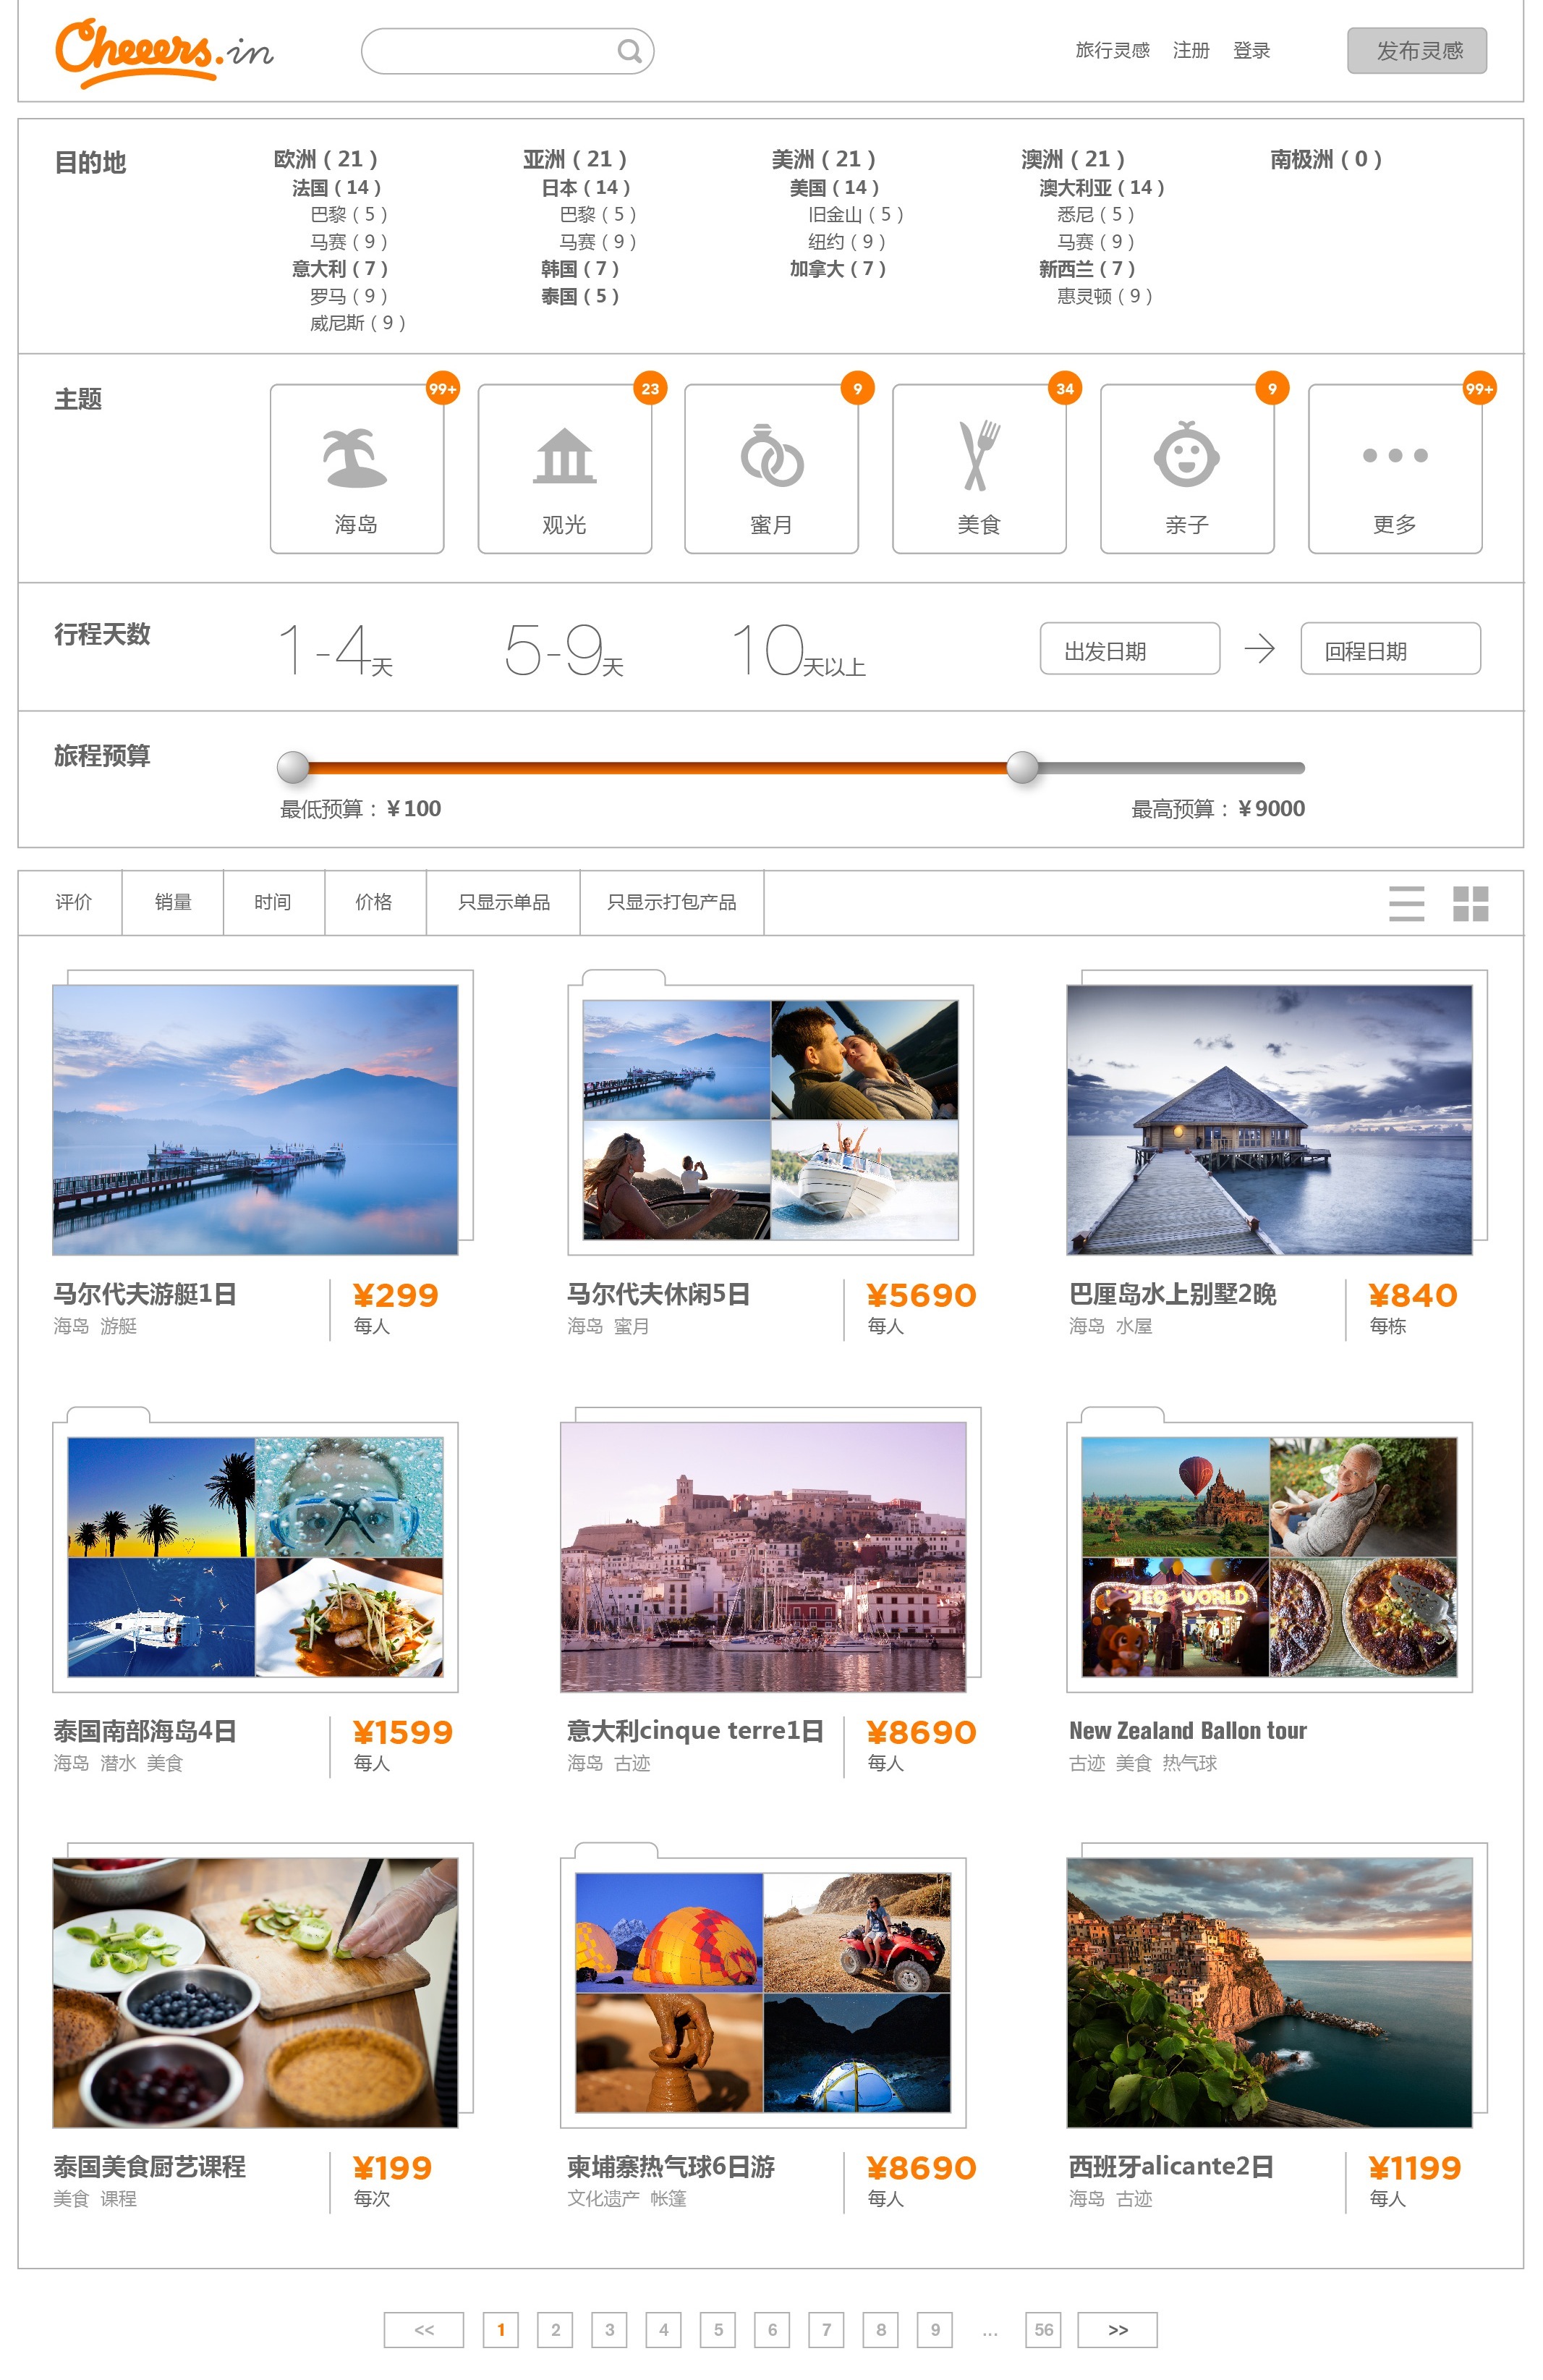 Cheeers.in
旅行灵感 注册 登录 发布灵感
目的地
欧洲（21）
法国（14）
巴黎（5）
马赛（9）
意大利（7）
罗马（9）
威尼斯（9）
亚洲（21）
日本（14）
巴黎（5）
马赛（9）
韩国（7）
泰国（5）
美洲（21）
美国（14）
旧金山（5）
纽约（9）
加拿大（7）
澳洲（21）
澳大利亚（14）
悉尼（5）
马赛（9）
新西兰（7）
惠灵顿（9）
南极洲（0）
主题
99+ 23 9 34 9 99+
海岛 观光 蜜月 美食 亲子 更多
行程天数
1-4天 5-9天 10天以上 出发日期 回程日期
旅程预算
最低预算：¥100 最高预算：¥9000
评价 销量 时间 价格 只显示单品 只显示打包产品
马尔代夫游艇1日 ¥299
海岛 游艇 每人
马尔代夫休闲5日 ¥5690
海岛 蜜月 每人
巴厘岛水上别墅2晚 ¥840
海岛 水屋 每栋
WORLD
泰国南部海岛4日 ¥1599
海岛 潜水 美食 每人
意大利cinque terre1日 ¥8690
海岛 古迹 每人
New Zealand Ballon tour
古迹 美食 热气球
泰国美食厨艺课程 ¥199
美食 课程 每次
柬埔寨热气球6日游 ¥8690
文化遗产 帐篷 每人
西班牙alicante2日 ¥1199
海岛 古迹 每人
<< 1 2 3 4 5 6 7 8 9 ... 56 >>